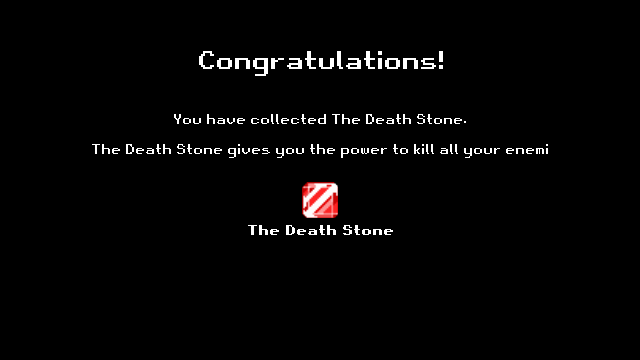 Congratulations!
You have collected The Death Stone.
The Death Stone gives you the power to kill all your enemi
The Death Stone